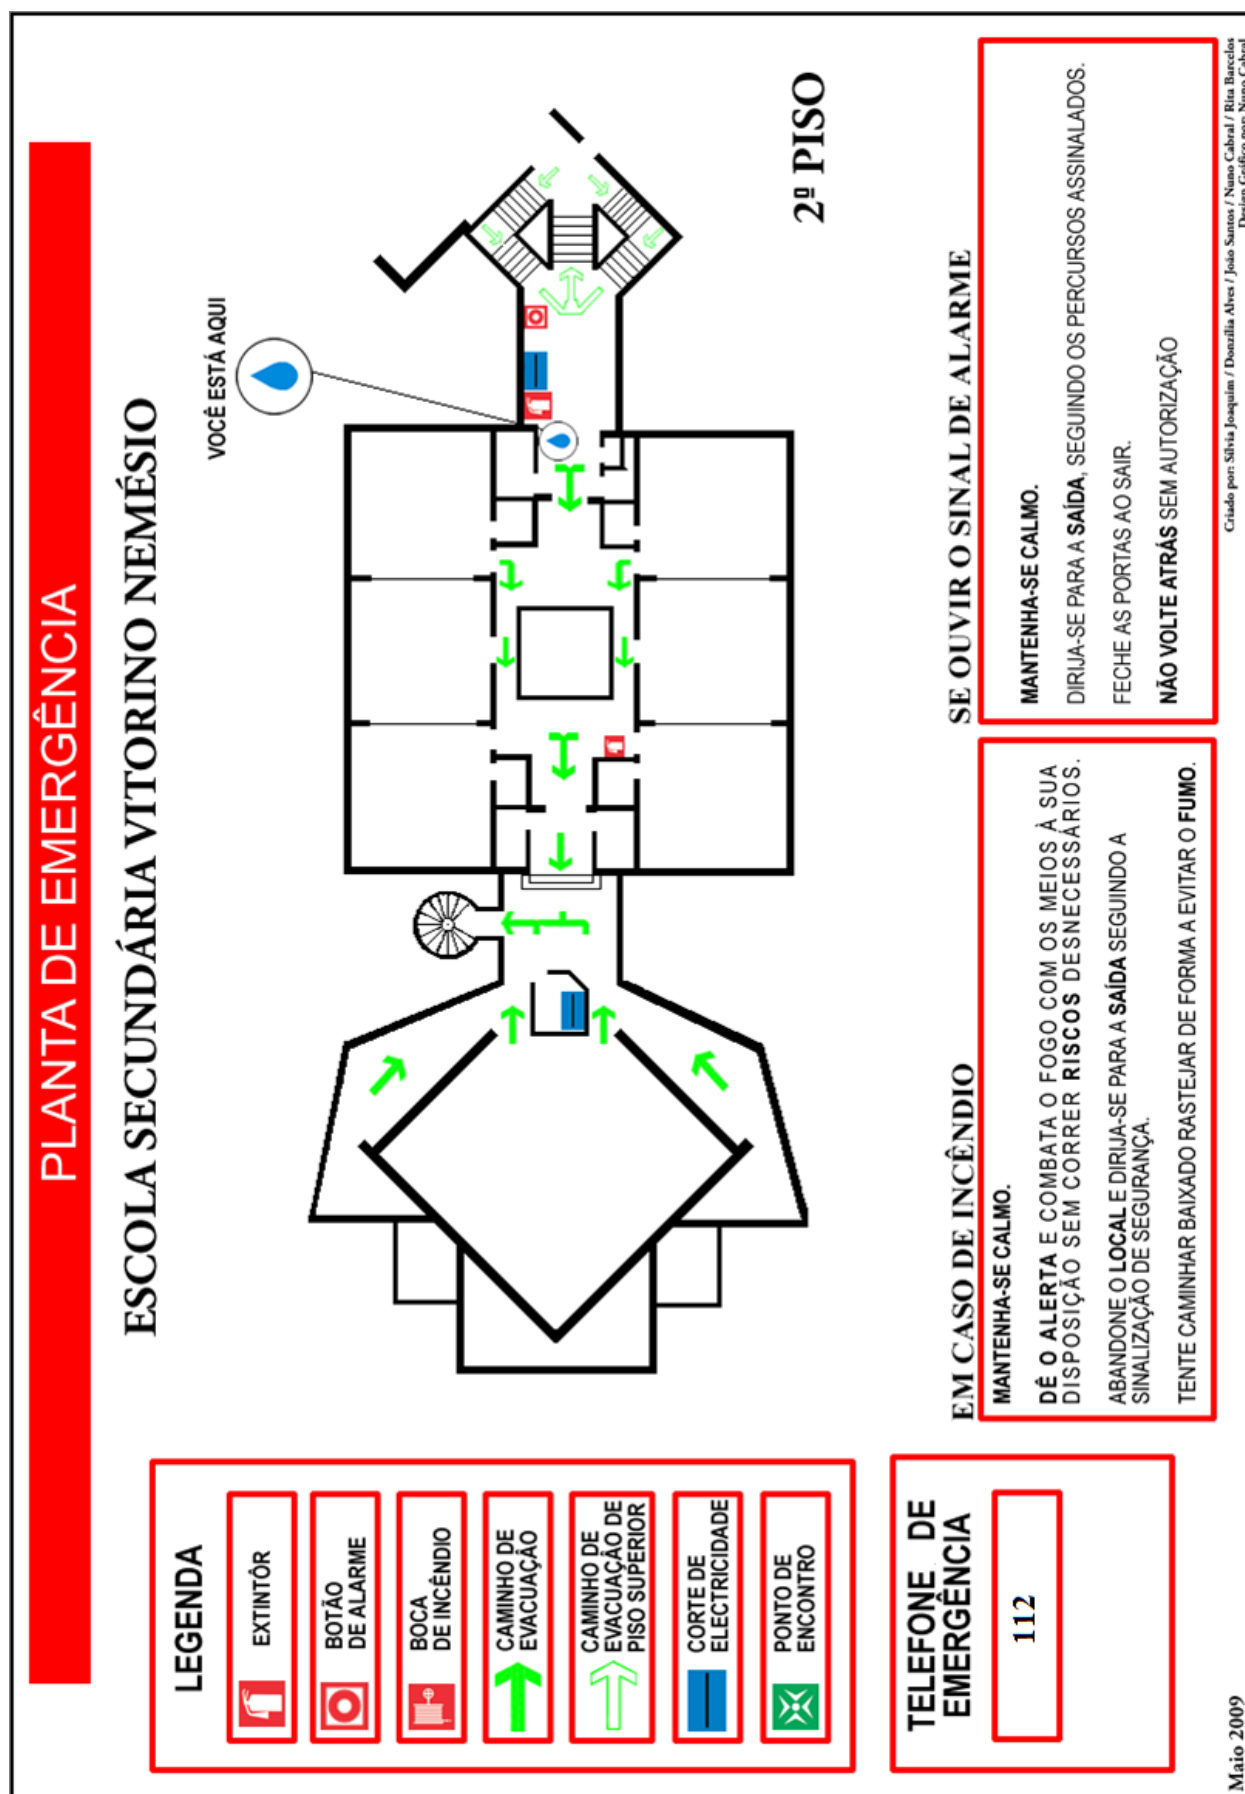 PLANTA DE EMERGÊNCIA
ESCOLA SECUNDÁRIA VITORINO NEMÉSIO
LEGENDA
EXTINTÔR
BOTÃO
DE ALARME
BOCA
DE INCÊNDIO
CAMINHO DE
EVACUAÇÃO
CAMINHO DE
EVACUAÇÃO DE
PISO SUPERIOR
CORTE DE
ELECTRICIDADE
PONTO DE
ENCONTRO
VOCÊ ESTÁ AQUI
2º PISO
TELEFONE DE
EMERGÊNCIA
112
EM CASO DE INCÊNDIO
MANTENHA-SE CALMO.
DÊ O ALERTA E COMBATA O FOGO COM OS MEIOS À SUA
DISPOSIÇÃO SEM CORRER RISCOS DESNECESSÁRIOS.
ABANDONE O LOCAL E DIRIJA-SE PARA A SAÍDA SEGUINDO A
SINALIZAÇÃO DE SEGURANÇA.
TENTE CAMINHAR BAIXADO RASTEJAR DE FORMA A EVITAR O FUMO.
SE OUVIR O SINAL DE ALARME
MANTENHA-SE CALMO.
DIRIJA-SE PARA A SAÍDA, SEGUINDO OS PERCURSOS ASSINALADOS.
FECHE AS PORTAS AO SAIR.
NÃO VOLTE ATRÁS SEM AUTORIZAÇÃO
Maio 2009
Criado por: Sílvia Joaquim / Donzília Alves / João Santos / Nuno Cabral / Rita Barcelos
Design Gráfico por: Nuno Cabral